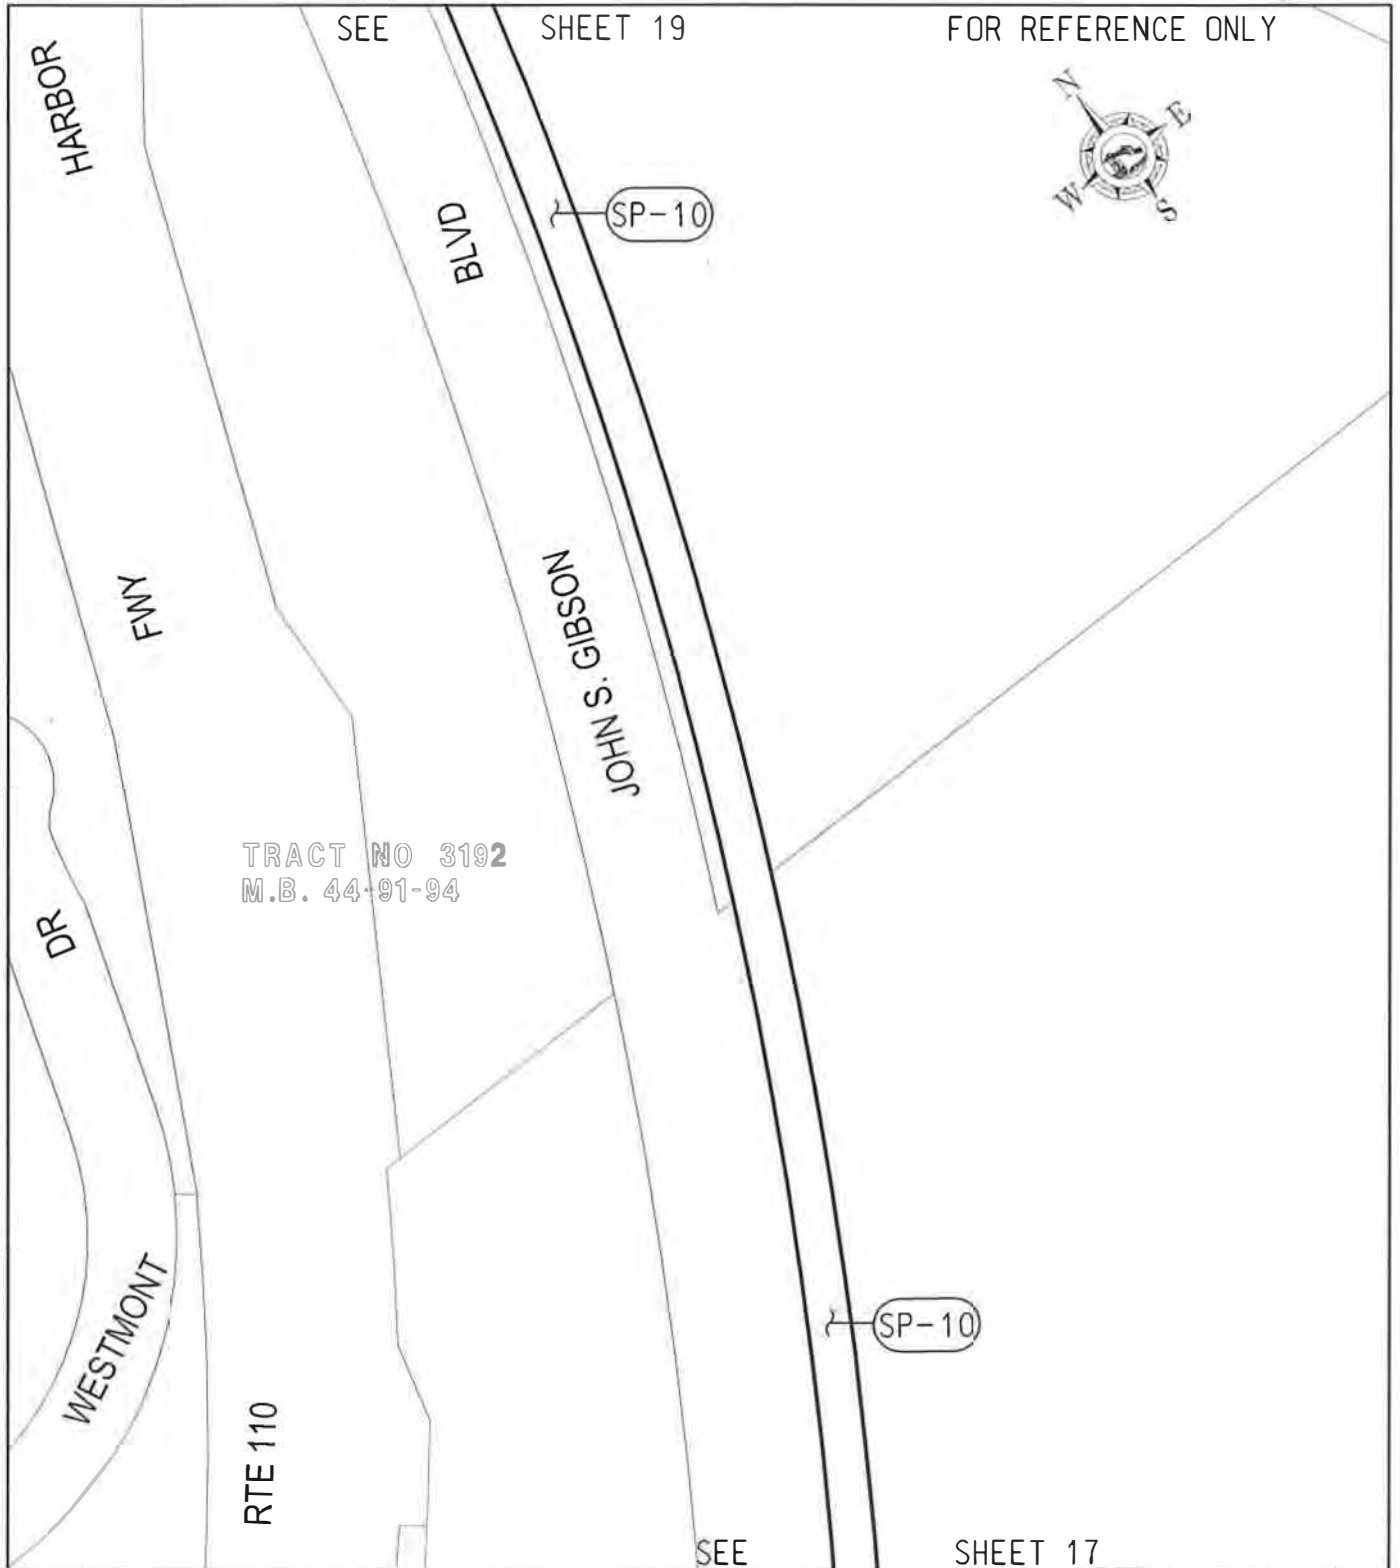 SEE SHEET 19
FOR REFERENCE ONLY
HARBOR
N
E
W
S
SP-10
BLVD
FWY
JOHN S. GIBSON
TRACT NO 3192
M.B. 44-91-94
DR
WESTMONT
SP-10
RTE 110
SEE SHEET 17